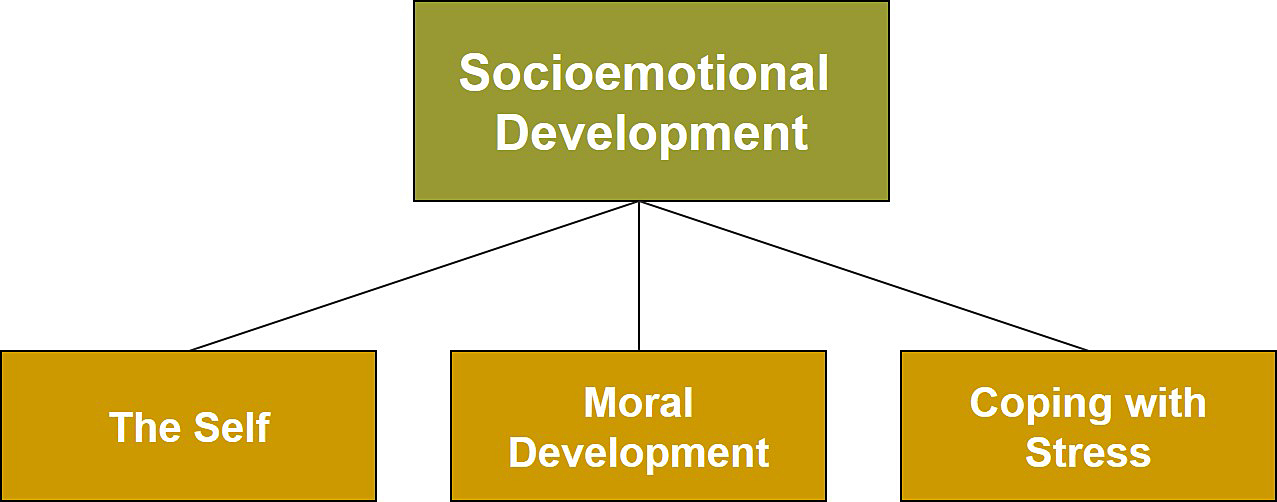 Socioemotional
Development
The Self
Moral
Development
Coping with
Stress